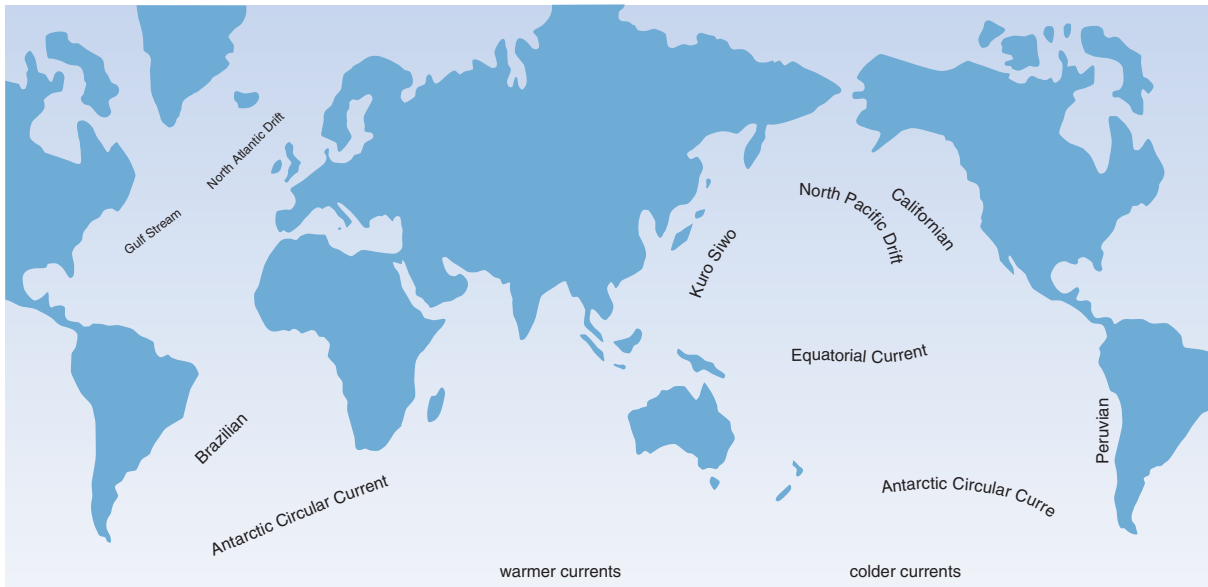 North Atlantic Drift
Gulf Stream
North Pacific Drift
Californian
Kuro Siwo
Equatorial Current
Brazilian
Peruvian
Antarctic Circular Current
Antarctic Circular Curre
warmer currents
colder currents